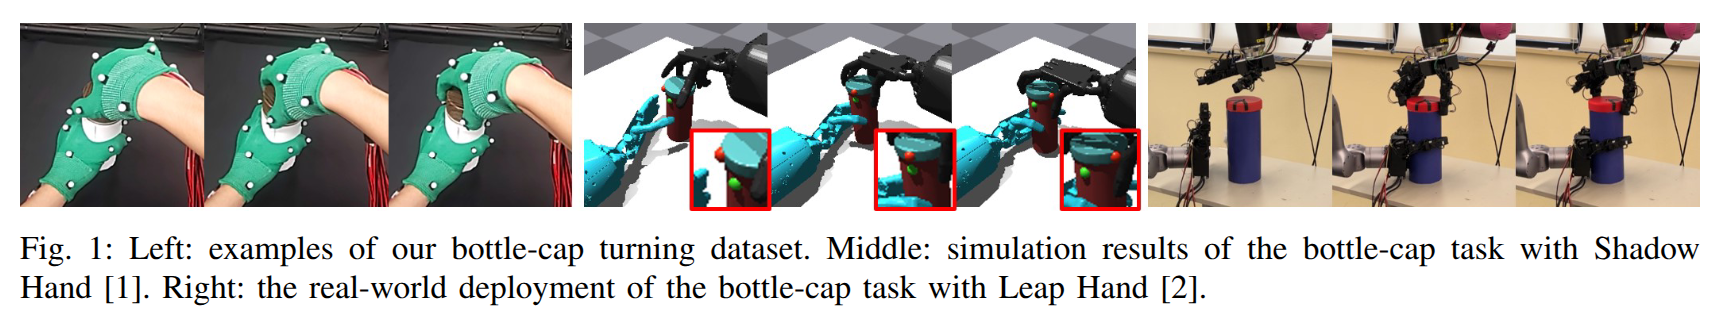 Fig. 1: Left: examples of our bottle-cap turning dataset. Middle: simulation results of the bottle-cap task with Shadow
Hand [1]. Right: the real-world deployment of the bottle-cap task with Leap Hand [2].